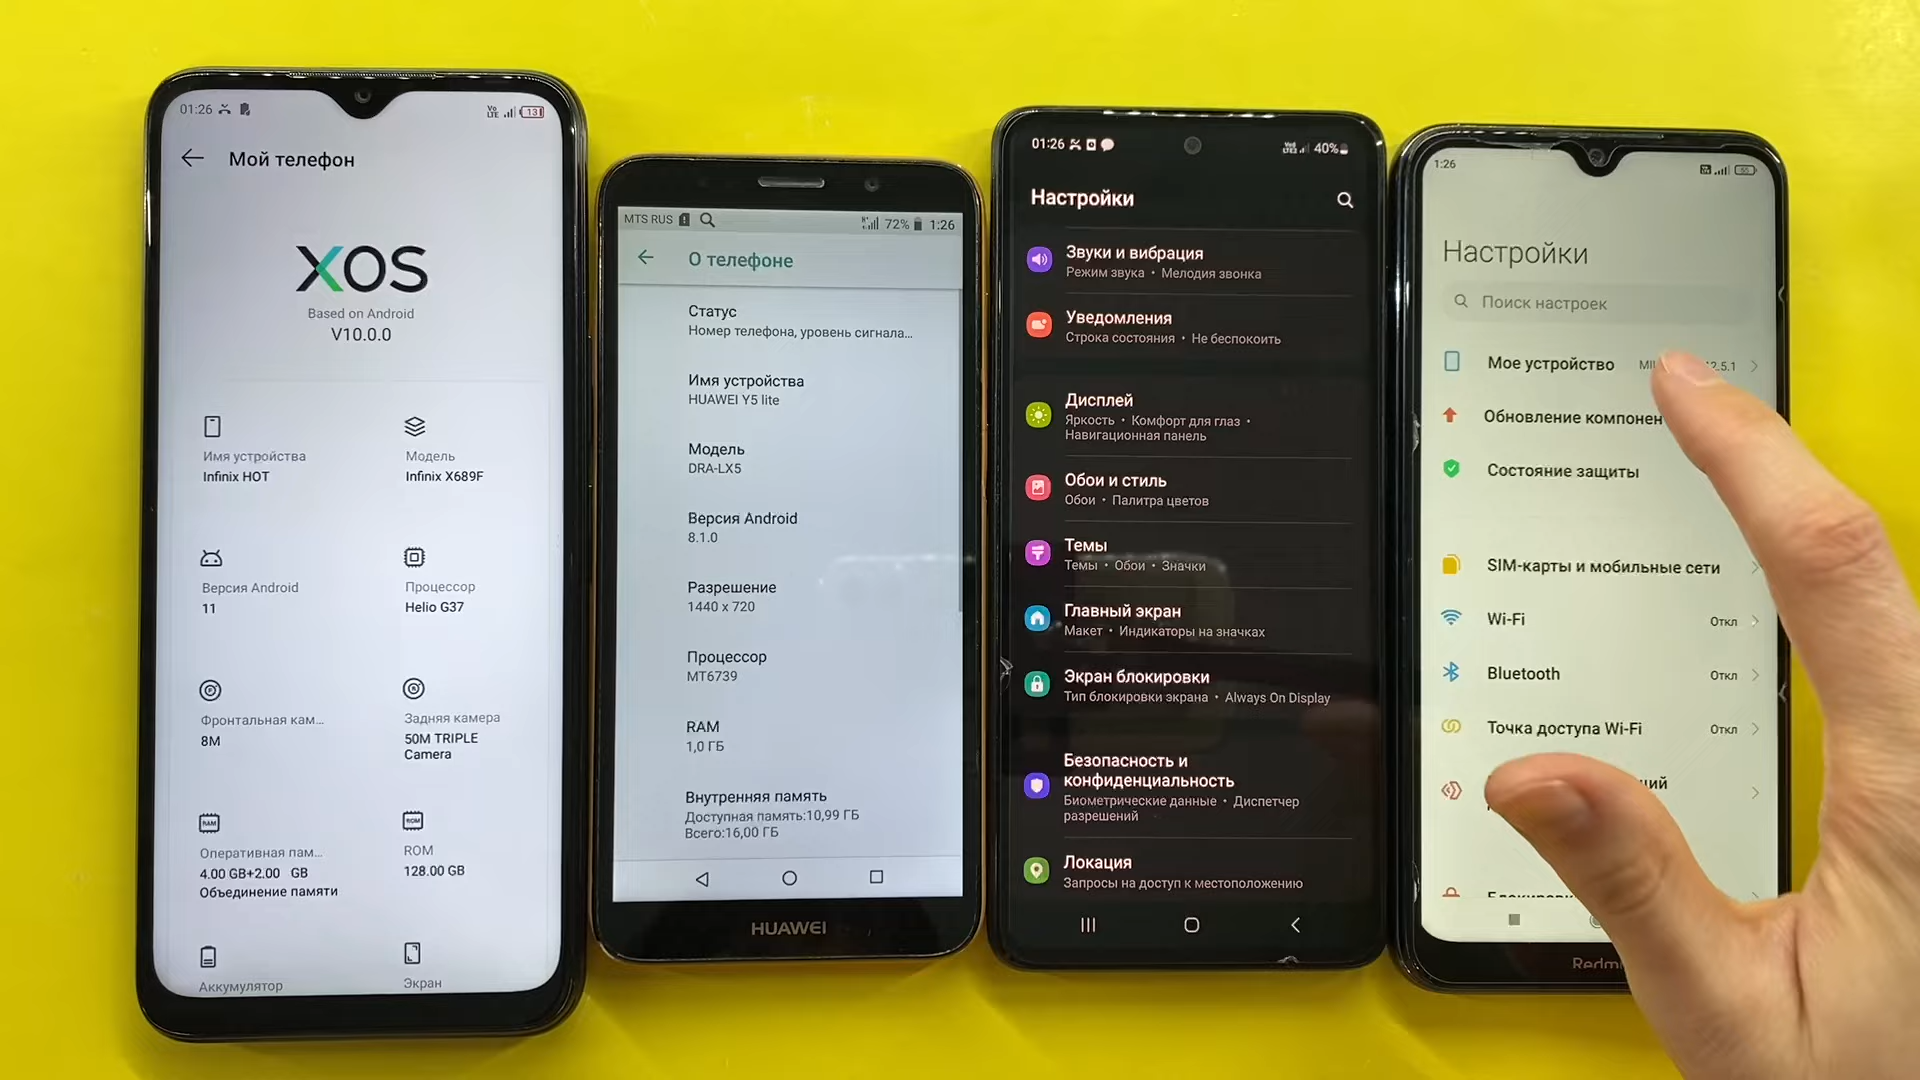 01:26
Vo
LTE
13
Мой телефон
XOS
Based on Android
V10.0.0
Имя устройства
Infinix HOT
Модель
Infinix X689F
Версия Android
11
Процессор
Helio G37
Фронтальная кам...
8M
Задняя камера
50M TRIPLE
Camera
RAM
Оперативная пам...
4.00 GB+2.00 GB
Объединение памяти
ROM
ROM
128.00 GB
Аккумулятор
Экран
MTS RUS
72%
1:26
О телефоне
Статус
Номер телефона, уровень сигнала...
Имя устройства
HUAWEI Y5 lite
Модель
DRA-LX5
Версия Android
8.1.0
Разрешение
1440 x 720
Процессор
MT6739
RAM
1,0 ГБ
Внутренняя память
Доступная память:10,99 ГБ
Всего:16,00 ГБ
HUAWEI
01:26
40%
Настройки
Звуки и вибрация
Режим звука • Мелодия звонка
Уведомления
Строка состояния • Не беспокоить
Дисплей
Яркость • Комфорт для глаз •
Навигационная панель
Обои и стиль
Обои • Палитра цветов
Темы
Темы • Обои • Значки
Главный экран
Макет • Индикаторы на значках
Экран блокировки
Тип блокировки экрана • Always On Display
Безопасность и
конфиденциальность
Биометрические данные • Диспетчер
разрешений
Локация
Запросы на доступ к местоположению
1:26
Настройки
Поиск настроек
Мое устройство
2.5.1
Обновление компонен
Состояние защиты
SIM-карты и мобильные сети
Wi-Fi
Откл
Bluetooth
Откл
Точка доступа Wi-Fi
Откл
Redm